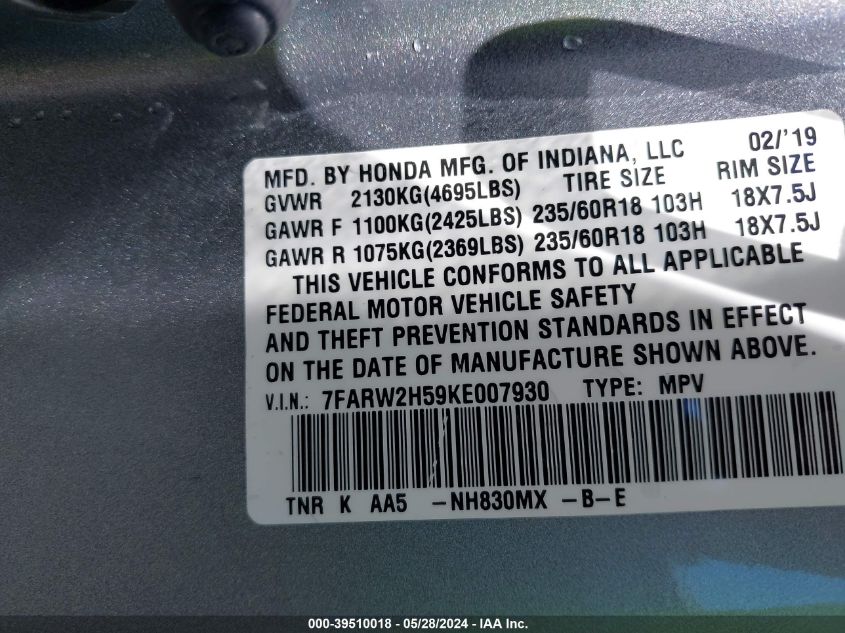 MFD. BY HONDA MFG. OF INDIANA, LLC 02/'19
GVWR 2130KG(4695LBS) TIRE SIZE RIM SIZE
GAWR F 1100KG(2425LBS) 235/60R18 103H 18X7.5J
GAWR R 1075KG(2369LBS) 235/60R18 103H 18X7.5J
THIS VEHICLE CONFORMS TO ALL APPLICABLE
FEDERAL MOTOR VEHICLE SAFETY
AND THEFT PREVENTION STANDARDS IN EFFECT
ON THE DATE OF MANUFACTURE SHOWN ABOVE.
V.I.N.: 7FARW2H59KE007930 TYPE: MPV
TNR K AA5 -NH830MX -B-E
000-39510018 - 05/28/2024 - IAA Inc.